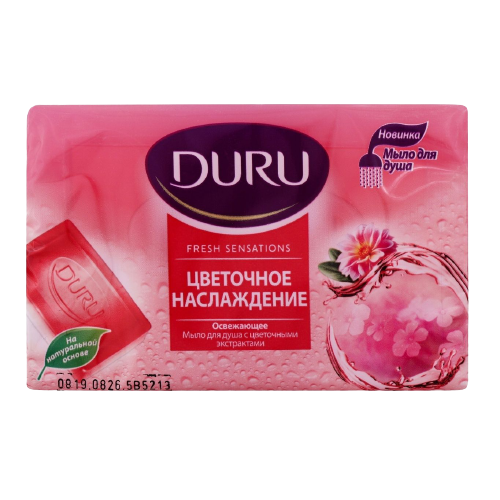 Новинка
Мыло для
душа
DURU
FRESH SENSATIONS
ЦВЕТОЧНОЕ
НАСЛАЖДЕНИЕ
Освежающее
Мыло для душа с цветочными
экстрактами
DURU
На
натуральной
основе
0819.0826.5B5213